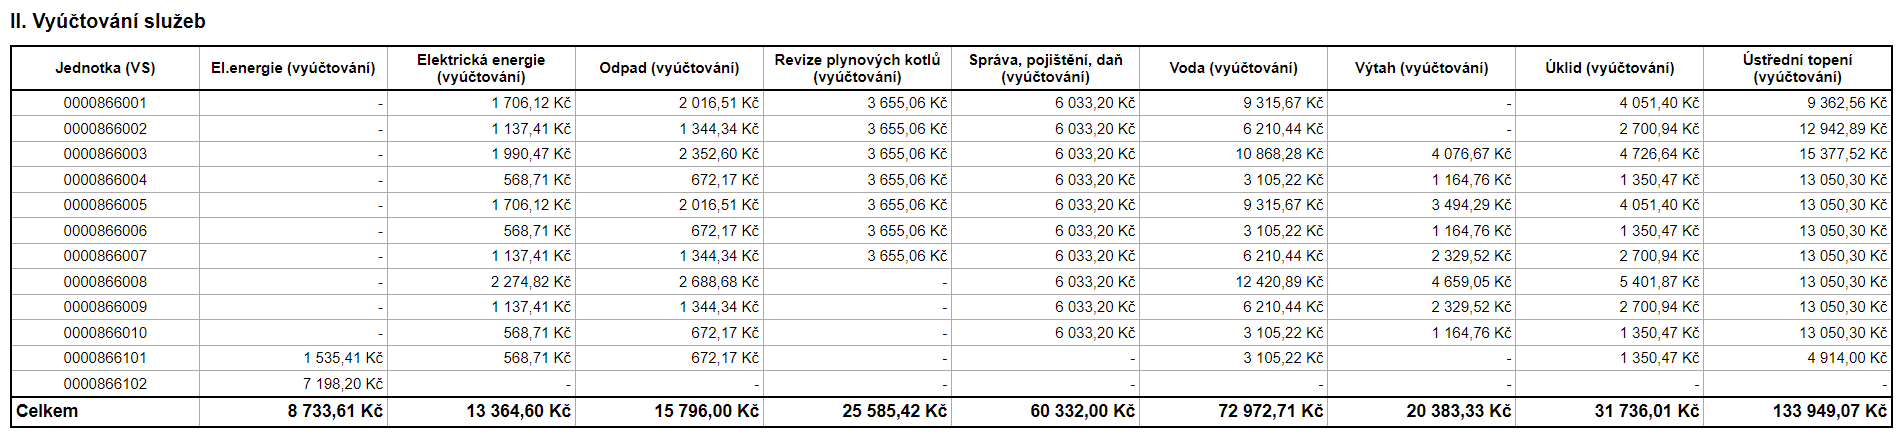 II. Vyúčtování služeb
Jednotka (VS) El.energie (vyúčtování) Elektrická energie (vyúčtování) Odpad (vyúčtování) Revize plynových kotlů (vyúčtování) Správa, pojištění, daň (vyúčtování) Voda (vyúčtování) Výtah (vyúčtování) Úklid (vyúčtování) Ústřední topení (vyúčtování)
0000866001 - 1 706,12 Kč 2 016,51 Kč 3 655,06 Kč 6 033,20 Kč 9 315,67 Kč - 4 051,40 Kč 9 362,56 Kč
0000866002 - 1 137,41 Kč 1 344,34 Kč 3 655,06 Kč 6 033,20 Kč 6 210,44 Kč - 2 700,94 Kč 12 942,89 Kč
0000866003 - 1 990,47 Kč 2 352,60 Kč 3 655,06 Kč 6 033,20 Kč 10 868,28 Kč 4 076,67 Kč 4 726,64 Kč 15 377,52 Kč
0000866004 - 568,71 Kč 672,17 Kč 3 655,06 Kč 6 033,20 Kč 3 105,22 Kč 1 164,76 Kč 1 350,47 Kč 13 050,30 Kč
0000866005 - 1 706,12 Kč 2 016,51 Kč 3 655,06 Kč 6 033,20 Kč 9 315,67 Kč 3 494,29 Kč 4 051,40 Kč 13 050,30 Kč
0000866006 - 568,71 Kč 672,17 Kč 3 655,06 Kč 6 033,20 Kč 3 105,22 Kč 1 164,76 Kč 1 350,47 Kč 13 050,30 Kč
0000866007 - 1 137,41 Kč 1 344,34 Kč 3 655,06 Kč 6 033,20 Kč 6 210,44 Kč 2 329,52 Kč 2 700,94 Kč 13 050,30 Kč
0000866008 - 2 274,82 Kč 2 688,68 Kč - 6 033,20 Kč 12 420,89 Kč 4 659,05 Kč 5 401,87 Kč 13 050,30 Kč
0000866009 - 1 137,41 Kč 1 344,34 Kč - 6 033,20 Kč 6 210,44 Kč 2 329,52 Kč 2 700,94 Kč 13 050,30 Kč
0000866010 - 568,71 Kč 672,17 Kč - 6 033,20 Kč 3 105,22 Kč 1 164,76 Kč 1 350,47 Kč 13 050,30 Kč
0000866101 1 535,41 Kč 568,71 Kč 672,17 Kč - - 3 105,22 Kč - 1 350,47 Kč 4 914,00 Kč
0000866102 7 198,20 Kč - - - - - - - -
Celkem 8 733,61 Kč 13 364,60 Kč 15 796,00 Kč 25 585,42 Kč 60 332,00 Kč 72 972,71 Kč 20 383,33 Kč 31 736,01 Kč 133 949,07 Kč